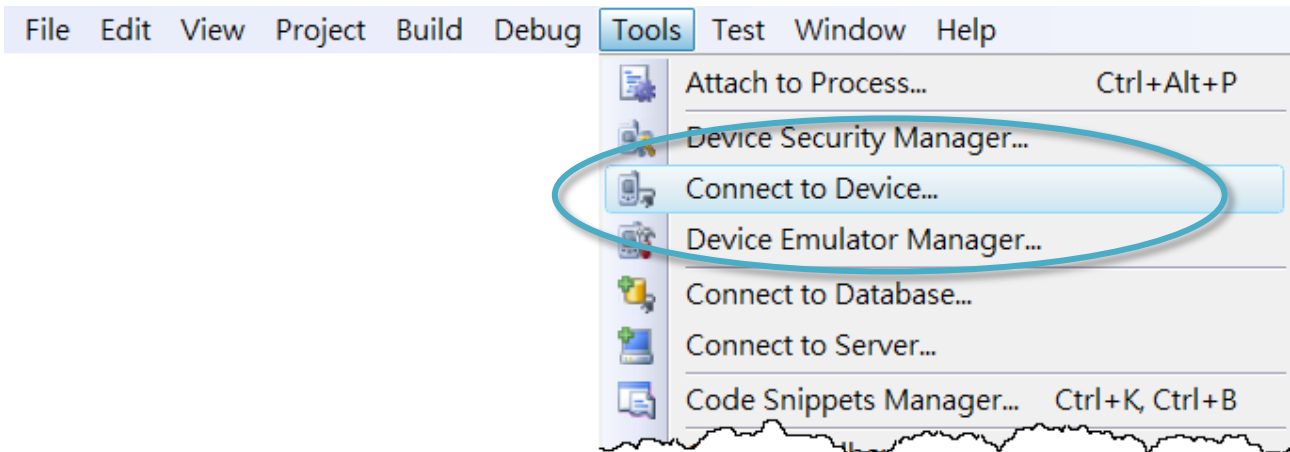 File Edit View Project Build Debug Tools Test Window Help
Attach to Process... Ctrl+Alt+P
Device Security Manager...
Connect to Device...
Device Emulator Manager...
Connect to Database...
Connect to Server...
Code Snippets Manager... Ctrl+K, Ctrl+B